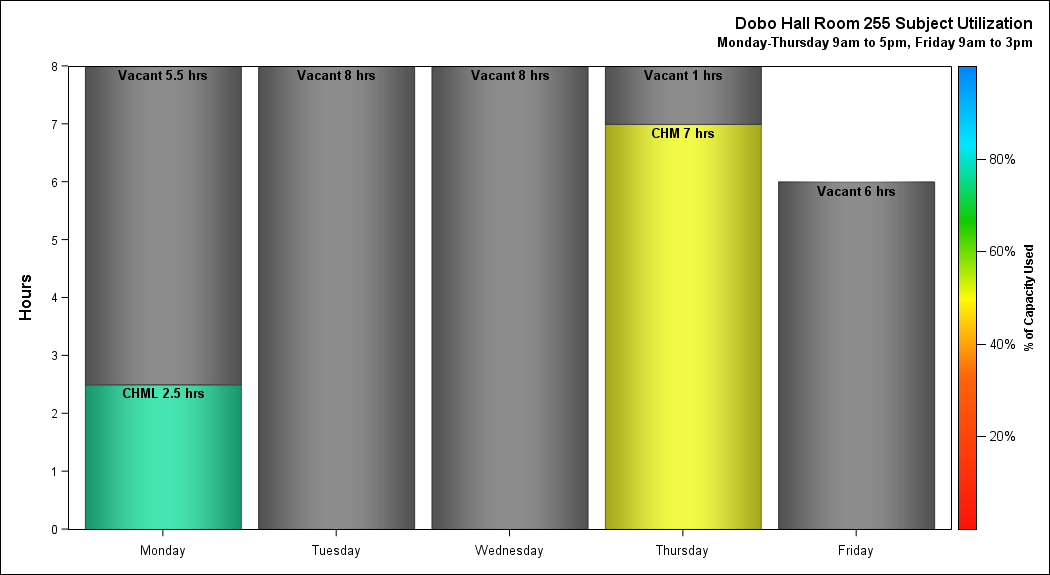 Dobo Hall Room 255 Subject Utilization
Monday-Thursday 9am to 5pm, Friday 9am to 3pm
8
7
6
5
4
3
2
1
0
Hours
Vacant 5.5 hrs
CHML 2.5 hrs
Vacant 8 hrs
Vacant 8 hrs
Vacant 1 hrs
CHM 7 hrs
Vacant 6 hrs
Monday
Tuesday
Wednesday
Thursday
Friday
80%
60%
40%
20%
% of Capacity Used